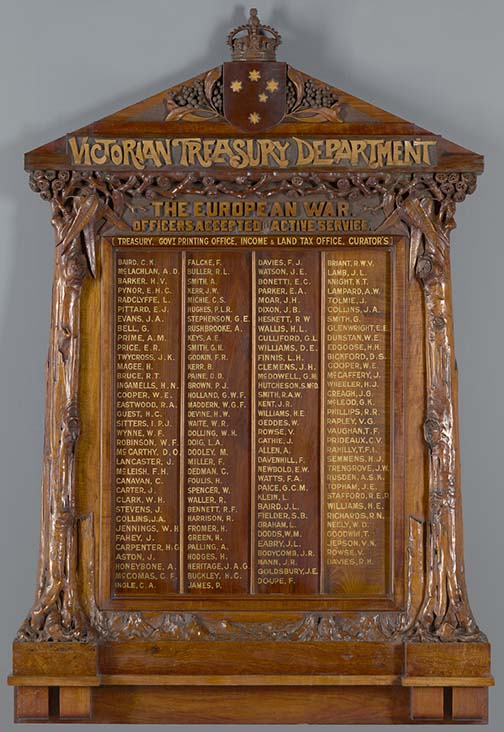 VICTORIAN TREASURY DEPARTMENT
THE EUROPEAN WAR.
OFFICERS ACCEPTED ACTIVE SERVICE.
(TREASURY, GOVT PRINTING OFFICE, INCOME & LAND TAX OFFICE, CURATOR'S)
BAIRD, C.K.
McLACHLAN, A.D.
BARKER, H.V.
PYNOR, E.H.C.
RADCLYFFE, L.
PITTARD, E.J.
EVANS, J.A.
BELL, G.
PRIME, A.M.
PRICE, E.R.
TWYCROSS, J.K.
MAGEE, H.
BRUCE, R.T.
INGAMELLS, H.N.
COOPER, W.E.
EASTWOOD, R.A.
GUEST, H.C.
SITTERS, I.P.J.
WYNNE, W.F.
ROBINSON, W.F.
McCARTHY, D.O.
LANCASTER, J.
McLEISH, F.H.
CANAVAN, C.
CARTER, J.
CLARK, W.H.
STEVENS, J.
COLLINS, J.A.
JENNINGS, W.H.
FAHEY, J.
CARPENTER, H.G.
ASTON, J.
HONEYBONE, A.
McCOMAS, C.F.
INGLE, C.A.
FALCKE, F.
BULLER, R.L.
SMITH, A.
KERR, J.W.
MICHIE, C.S.
HUGHES, P.L.R.
STEPHENSON, G.E.
RUSHBROOKE, A.
KEYS, A.E.
SMITH, G.H.
GODKIN, F.R.
KERR, B.
PAINE, D.D.
BROWN, P.J.
HOLLAND, G.W.F.
MADDERN, W.G.F.
DEVINE, H.W.
WAITE, W.R.
DOLLING, W.H.
DOIG, L.A.
DOOLEY, M.
MILLER, F.
DEDMAN, C.
FOULIS, H.
SPENCER, W.
WALLER, R.
BENNETT, R.F.
HARRISON, R.
FROMER, H.
GREEN, H.
PALLING, A.
HODGES, H.
HERITAGE, J.A.G.
BUCKLEY, H.C.
JAMES, P.
DAVIES, F.J.
WATSON, J.E.
BONETTI, E.C.
PARKER, E.A.
MOAR, J.H.
DIXON, J.B.
HESKETT, R.W.
WALLIS, H.L.
GULLIFORD, G.L.
WILLIAMS, D.E.
FINNIS, L.H.
CLEMENS, J.H.
McDOWELL, G.H.
HUTCHESON, S.McD.
SMITH, R.A.W.
KENT, J.R.
WILLIAMS, H.E.
GEDDES, W.
ROWSE, V.
CATHIE, J.
ALLEN, A.
DAVENHILL, F.
NEWBOLD, E.W.
WATTS, F.A.
PAICE, G.C.M.
KLEIN, L.
BAIRD, J.L.
FIELDER, S.B.
GRAHAM, L.
DODDS, W.M.
EABRY, J.L.
BODYCOMB, J.R.
MANN, J.R.
GOLDSBURY, J.E.
DOUPE, F.
BRIANT, R.W.V.
LAMB, J.L.
KNIGHT, K.T.
LAMPARD, A.W.
TOLMIE, J.
COLLINS, J.A.
SMITH, G.
GLENWRIGHT, E.E.
DUNSTAN, W.E.
EDGOOSE, H.H.
BICKFORD, D.S.
COOPER, W.E.
McCAFFERY, J.
WHEELER, H.J.
CREAGH, J.G.
McLEOD, G.K.
PHILLIPS, R.R.
RAPLEY, V.G.
VAUGHAN, T.F.
PRIDEAUX, C.V.
RAHILLY, T.F.I.
SEMMENS, H.J.
TRENGROVE, J.W.
RUSDEN, A.S.K.
TOPHAM, J.E.
STAFFORD, R.E.R.
WILLIAMS, H.E.
RICHARDS, R.N.
NEELY, W.D.
GOODWIN, T.
JEPSON, V.N.
ROWSE, V.
DAVIES, R.H.